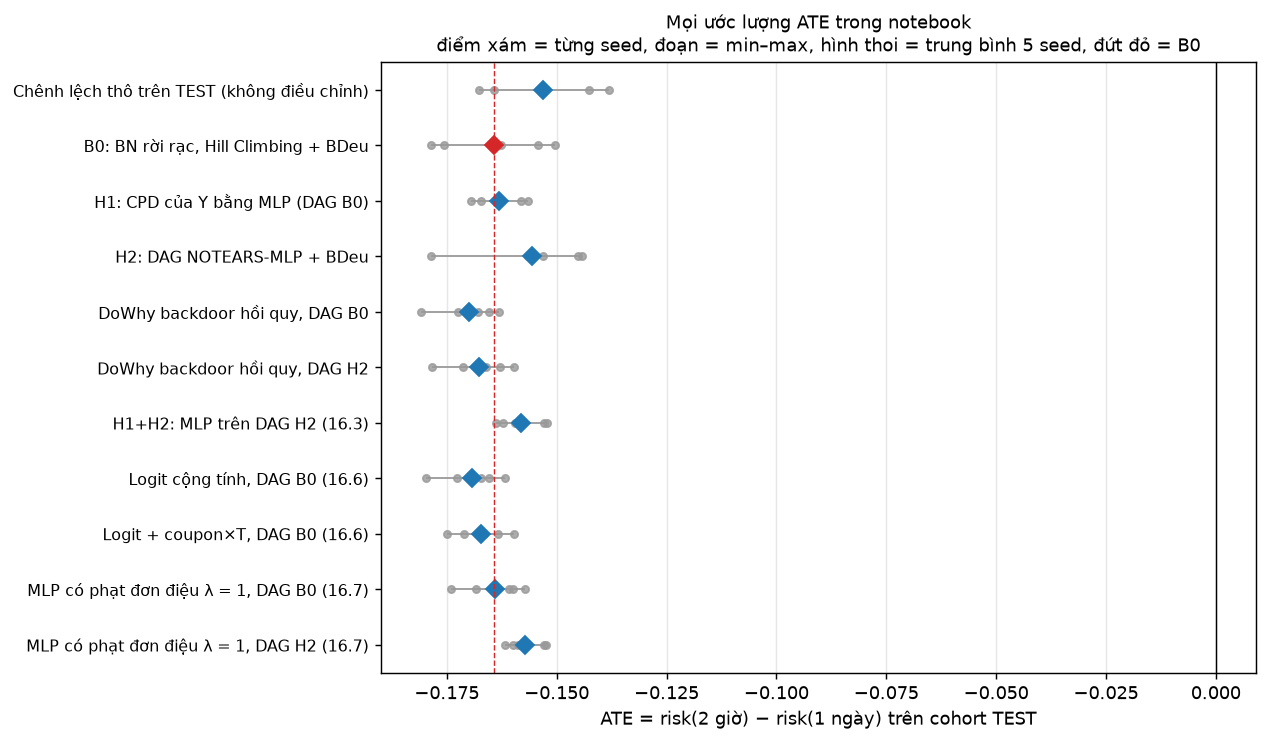 Mọi ước lượng ATE trong notebook
điểm xám = từng seed, đoạn = min–max, hình thoi = trung bình 5 seed, đứt đỏ = B0
Chênh lệch thô trên TEST (không điều chỉnh)
B0: BN rời rạc, Hill Climbing + BDeu
H1: CPD của Y bằng MLP (DAG B0)
H2: DAG NOTEARS-MLP + BDeu
DoWhy backdoor hồi quy, DAG B0
DoWhy backdoor hồi quy, DAG H2
H1+H2: MLP trên DAG H2 (16.3)
Logit cộng tính, DAG B0 (16.6)
Logit + coupon×T, DAG B0 (16.6)
MLP có phạt đơn điệu λ = 1, DAG B0 (16.7)
MLP có phạt đơn điệu λ = 1, DAG H2 (16.7)
−0.175 −0.150 −0.125 −0.100 −0.075 −0.050 −0.025 0.000
ATE = risk(2 giờ) − risk(1 ngày) trên cohort TEST